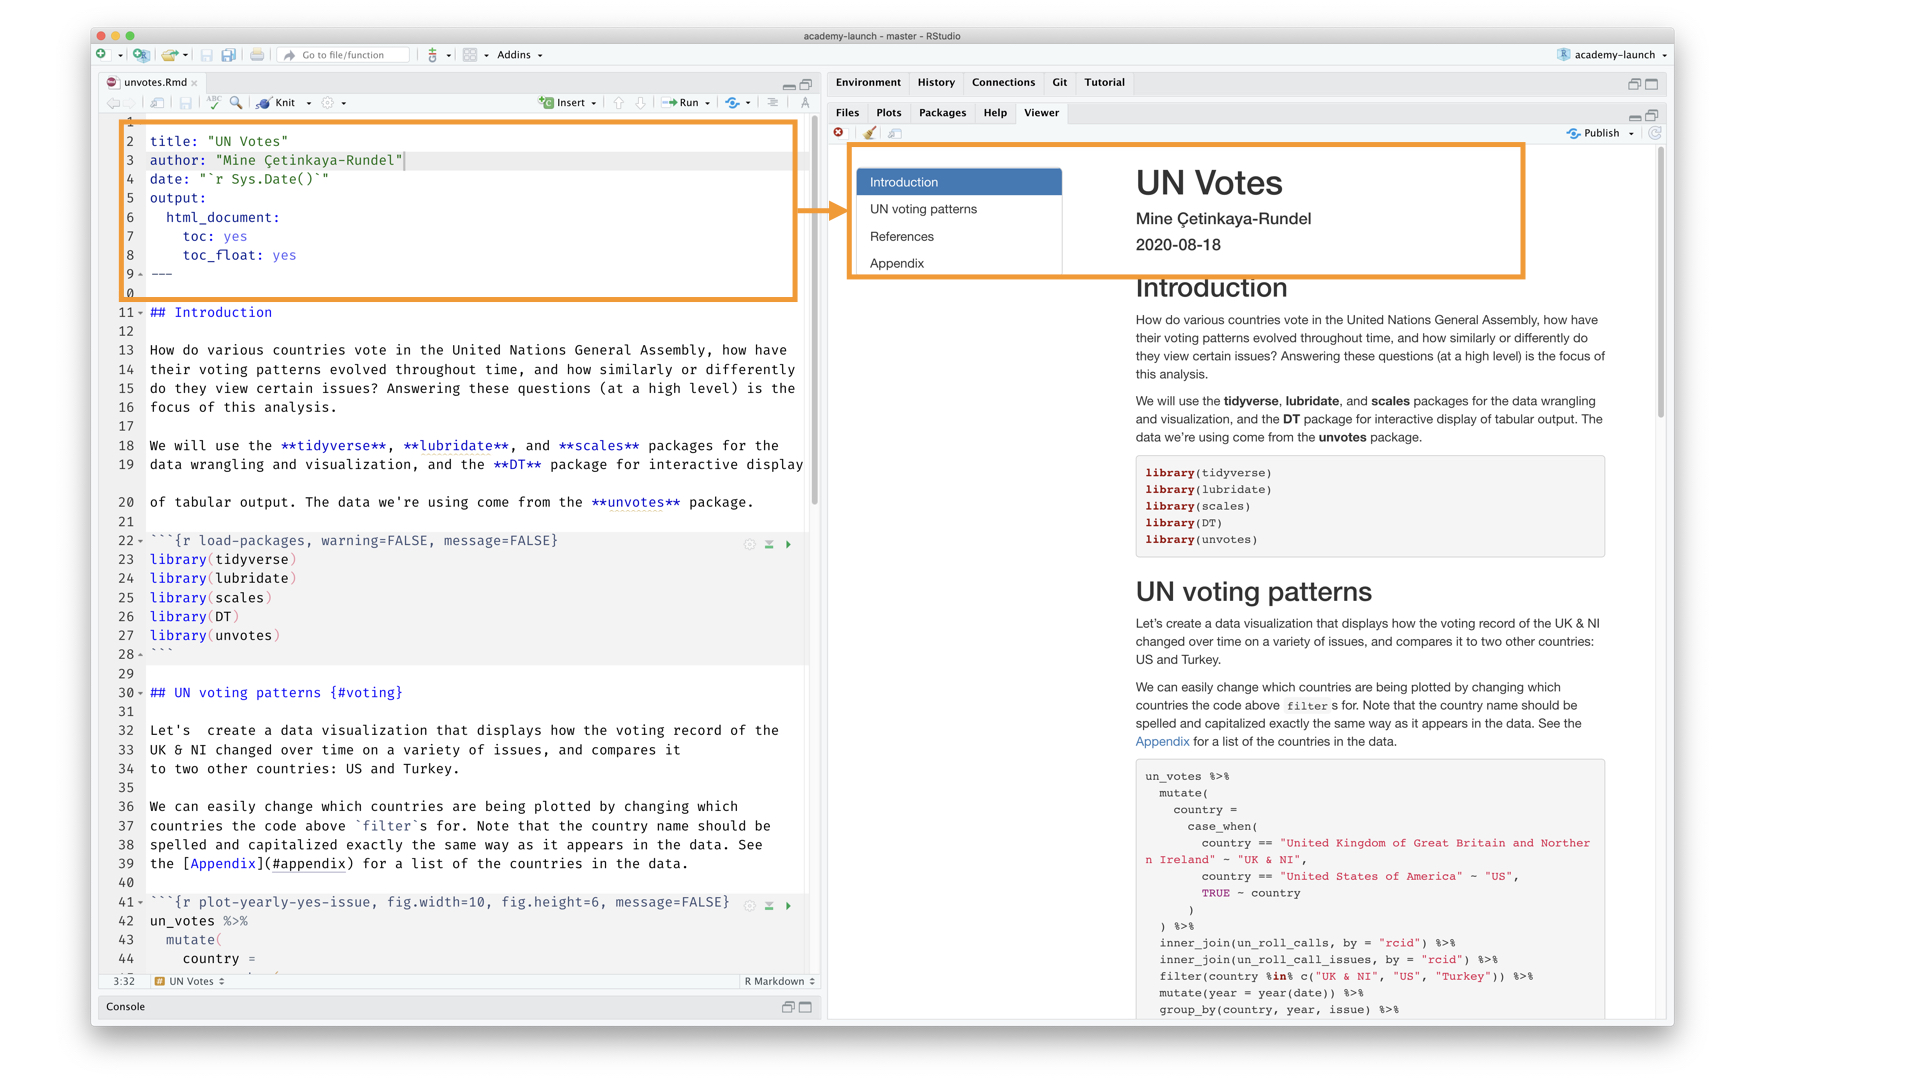 academy-launch - master - RStudio
Go to file/function
Addins
academy-launch
unvotes.Rmd
ABC
Knit
Insert
Run
1
2 title: "UN Votes"
3 author: "Mine Çetinkaya-Rundel"
4 date: "`r Sys.Date()`"
5 output:
6 html_document:
7 toc: yes
8 toc_float: yes
9 ---
0
11 ## Introduction
12
13 How do various countries vote in the United Nations General Assembly, how have
14 their voting patterns evolved throughout time, and how similarly or differently
15 do they view certain issues? Answering these questions (at a high level) is the
16 focus of this analysis.
17
18 We will use the **tidyverse**, **lubridate**, and **scales** packages for the
19 data wrangling and visualization, and the **DT** package for interactive display
20 of tabular output. The data we're using come from the **unvotes** package.
21
22 ```{r load-packages, warning=FALSE, message=FALSE}
23 library(tidyverse)
24 library(lubridate)
25 library(scales)
26 library(DT)
27 library(unvotes)
28 ```
29
30 ## UN voting patterns {#voting}
31
32 Let's  create a data visualization that displays how the voting record of the
33 UK & NI changed over time on a variety of issues, and compares it
34 to two other countries: US and Turkey.
35
36 We can easily change which countries are being plotted by changing which
37 countries the code above `filter`s for. Note that the country name should be
38 spelled and capitalized exactly the same way as it appears in the data. See
39 the [Appendix](#appendix) for a list of the countries in the data.
40
41 ```{r plot-yearly-yes-issue, fig.width=10, fig.height=6, message=FALSE}
42 un_votes %>%
43 mutate(
44 country =
3:32
UN Votes
R Markdown
Console
Environment History Connections Git Tutorial
Files Plots Packages Help Viewer
Publish
Introduction
UN voting patterns
References
Appendix
UN Votes
Mine Çetinkaya-Rundel
2020-08-18
Introduction
How do various countries vote in the United Nations General Assembly, how have
their voting patterns evolved throughout time, and how similarly or differently do
they view certain issues? Answering these questions (at a high level) is the focus of
this analysis.
We will use the tidyverse, lubridate, and scales packages for the data wrangling
and visualization, and the DT package for interactive display of tabular output. The
data we're using come from the unvotes package.
library(tidyverse)
library(lubridate)
library(scales)
library(DT)
library(unvotes)
UN voting patterns
Let's create a data visualization that displays how the voting record of the UK & NI
changed over time on a variety of issues, and compares it to two other countries:
US and Turkey.
We can easily change which countries are being plotted by changing which
countries the code above filter s for. Note that the country name should be
spelled and capitalized exactly the same way as it appears in the data. See the
Appendix for a list of the countries in the data.
un_votes %>%
mutate(
country =
case_when(
country == "United Kingdom of Great Britain and Norther
n Ireland" ~ "UK & NI",
country == "United States of America" ~ "US",
TRUE ~ country
)
) %>%
inner_join(un_roll_calls, by = "rcid") %>%
inner_join(un_roll_call_issues, by = "rcid") %>%
filter(country %in% c("UK & NI", "US", "Turkey")) %>%
mutate(year = year(date)) %>%
group_by(country, year, issue) %>%